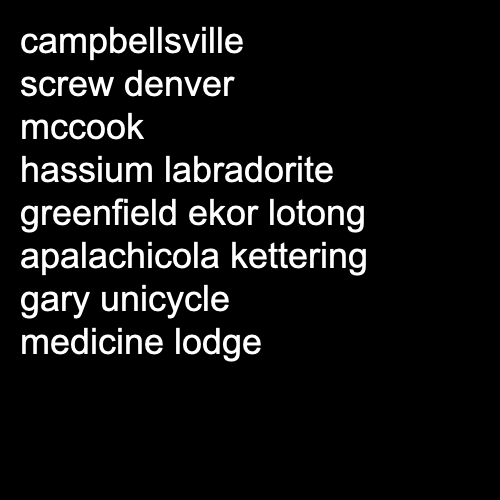 campbellsville
screw denver
mccook
hassium labradorite
greenfield ekor lotong
apalachicola kettering
gary unicycle
medicine lodge